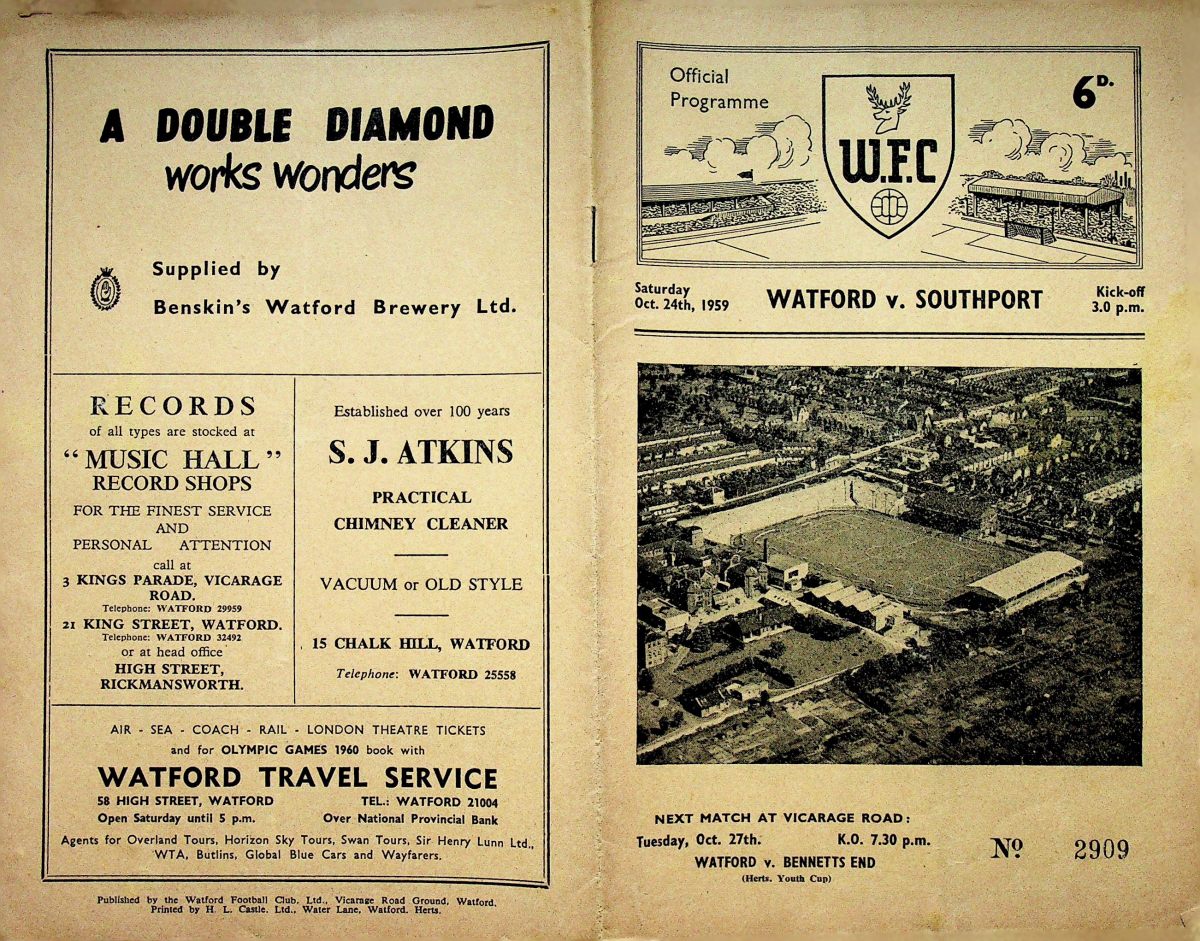 A DOUBLE DIAMOND
works wonders
Supplied by
Benskin's Watford Brewery Ltd.
RECORDS
of all types are stocked at
"MUSIC HALL"
RECORD SHOPS
FOR THE FINEST SERVICE
AND
PERSONAL ATTENTION
call at
3 KINGS PARADE, VICARAGE
ROAD.
Telephone: WATFORD 29959
21 KING STREET, WATFORD.
Telephone: WATFORD 32492
or at head office
HIGH STREET,
RICKMANSWORTH.
Established over 100 years
S. J. ATKINS
PRACTICAL
CHIMNEY CLEANER
VACUUM or OLD STYLE
15 CHALK HILL, WATFORD
Telephone: WATFORD 25558
AIR - SEA - COACH - RAIL - LONDON THEATRE TICKETS
and for OLYMPIC GAMES 1960 book with
WATFORD TRAVEL SERVICE
58 HIGH STREET, WATFORD TEL.: WATFORD 21004
Open Saturday until 5 p.m. Over National Provincial Bank
Agents for Overland Tours, Horizon Sky Tours, Swan Tours, Sir Henry Lunn Ltd.,
WTA, Butlins, Global Blue Cars and Wayfarers.
Published by the Watford Football Club, Ltd., Vicarage Road Ground, Watford.
Printed by H. L. Castle, Ltd., Water Lane, Watford. Herts.
Official
Programme
6D.
W.F.C
Saturday
Oct. 24th, 1959
WATFORD v. SOUTHPORT
Kick-off
3.0 p.m.
NEXT MATCH AT VICARAGE ROAD:
Tuesday, Oct. 27th. K.O. 7.30 p.m.
WATFORD v. BENNETTS END
(Herts. Youth Cup)
No 2909